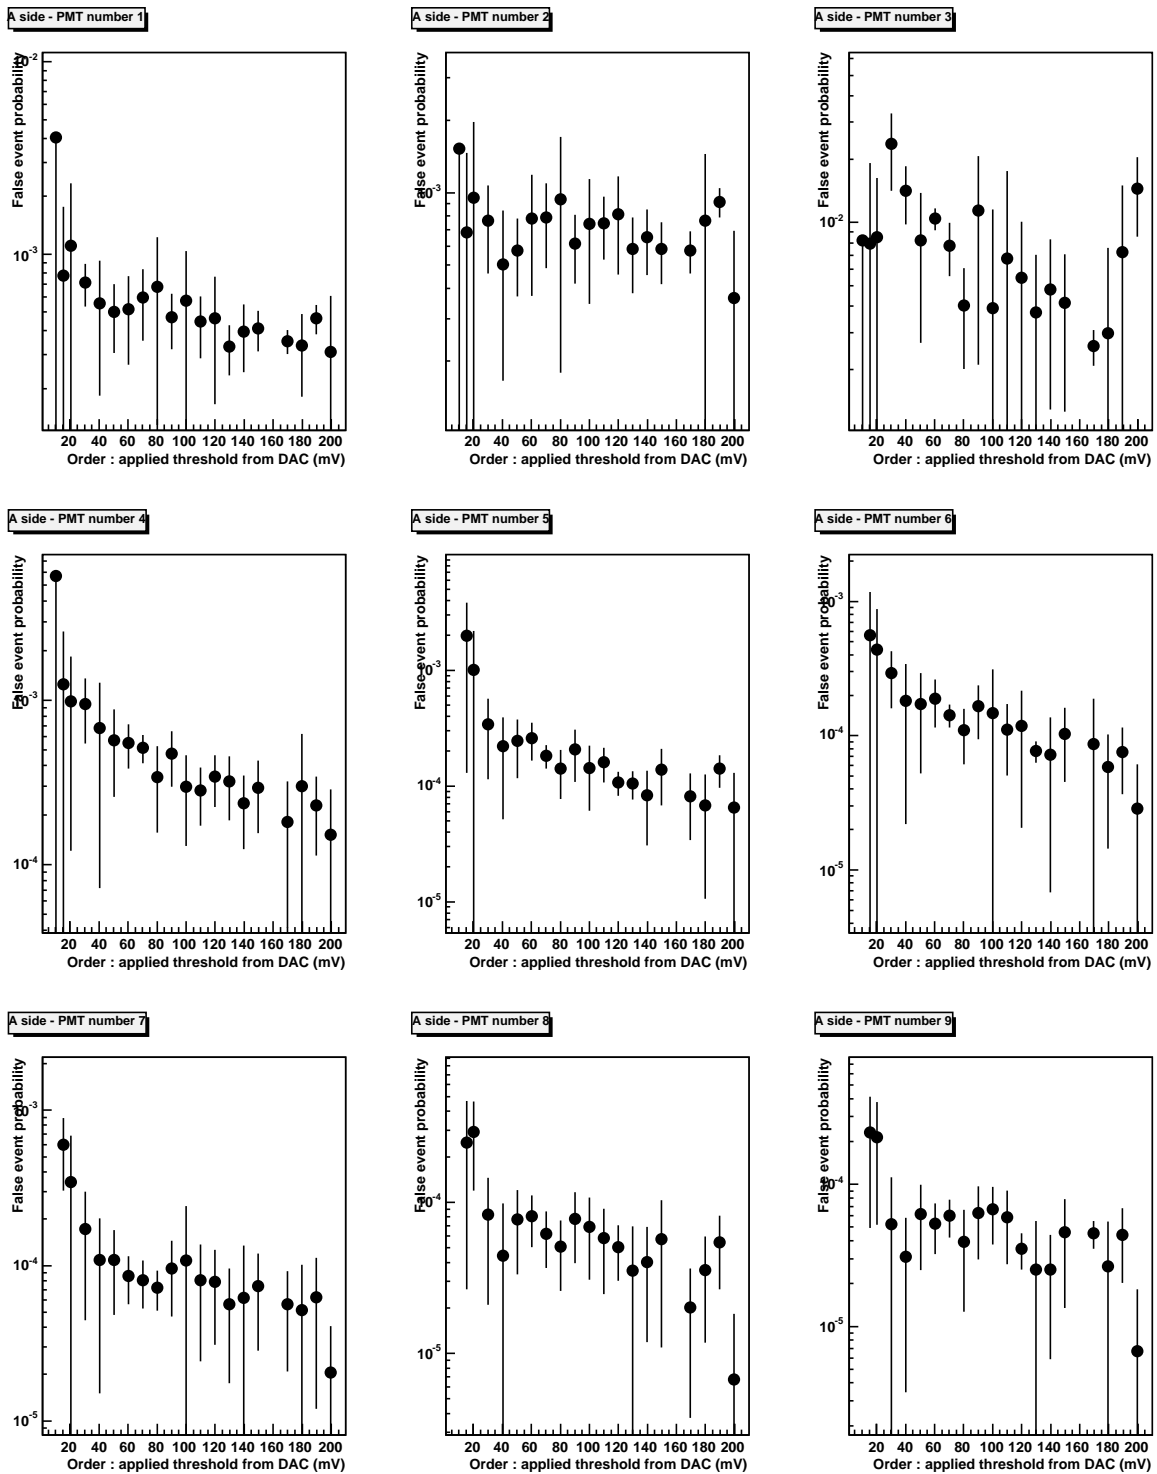 A side - PMT number 1
A side - PMT number 2
A side - PMT number 3
False event probability
10^-2
10^-3
20 40 60 80 100 120 140 160 180 200
Order : applied threshold from DAC (mV)
False event probability
10^-3
20 40 60 80 100 120 140 160 180 200
Order : applied threshold from DAC (mV)
False event probability
10^-2
20 40 60 80 100 120 140 160 180 200
Order : applied threshold from DAC (mV)
A side - PMT number 4
A side - PMT number 5
A side - PMT number 6
False event probability
10^-3
10^-4
20 40 60 80 100 120 140 160 180 200
Order : applied threshold from DAC (mV)
False event probability
10^-3
10^-4
10^-5
20 40 60 80 100 120 140 160 180 200
Order : applied threshold from DAC (mV)
False event probability
10^-3
10^-4
10^-5
20 40 60 80 100 120 140 160 180 200
Order : applied threshold from DAC (mV)
A side - PMT number 7
A side - PMT number 8
A side - PMT number 9
False event probability
10^-3
10^-4
10^-5
20 40 60 80 100 120 140 160 180 200
Order : applied threshold from DAC (mV)
False event probability
10^-4
10^-5
20 40 60 80 100 120 140 160 180 200
Order : applied threshold from DAC (mV)
False event probability
10^-4
10^-5
20 40 60 80 100 120 140 160 180 200
Order : applied threshold from DAC (mV)